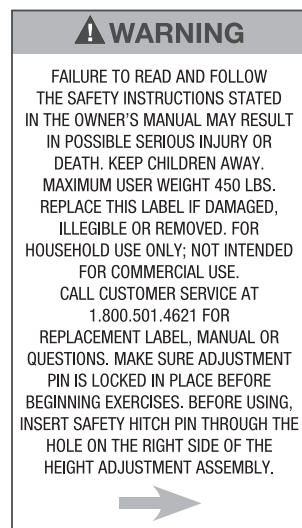 WARNING
FAILURE TO READ AND FOLLOW
THE SAFETY INSTRUCTIONS STATED
IN THE OWNER'S MANUAL MAY RESULT
IN POSSIBLE SERIOUS INJURY OR
DEATH. KEEP CHILDREN AWAY.
MAXIMUM USER WEIGHT 450 LBS.
REPLACE THIS LABEL IF DAMAGED,
ILLEGIBLE OR REMOVED. FOR
HOUSEHOLD USE ONLY; NOT INTENDED
FOR COMMERCIAL USE.
CALL CUSTOMER SERVICE AT
1.800.501.4621 FOR
REPLACEMENT LABEL, MANUAL OR
QUESTIONS. MAKE SURE ADJUSTMENT
PIN IS LOCKED IN PLACE BEFORE
BEGINNING EXERCISES. BEFORE USING,
INSERT SAFETY HITCH PIN THROUGH THE
HOLE ON THE RIGHT SIDE OF THE
HEIGHT ADJUSTMENT ASSEMBLY.